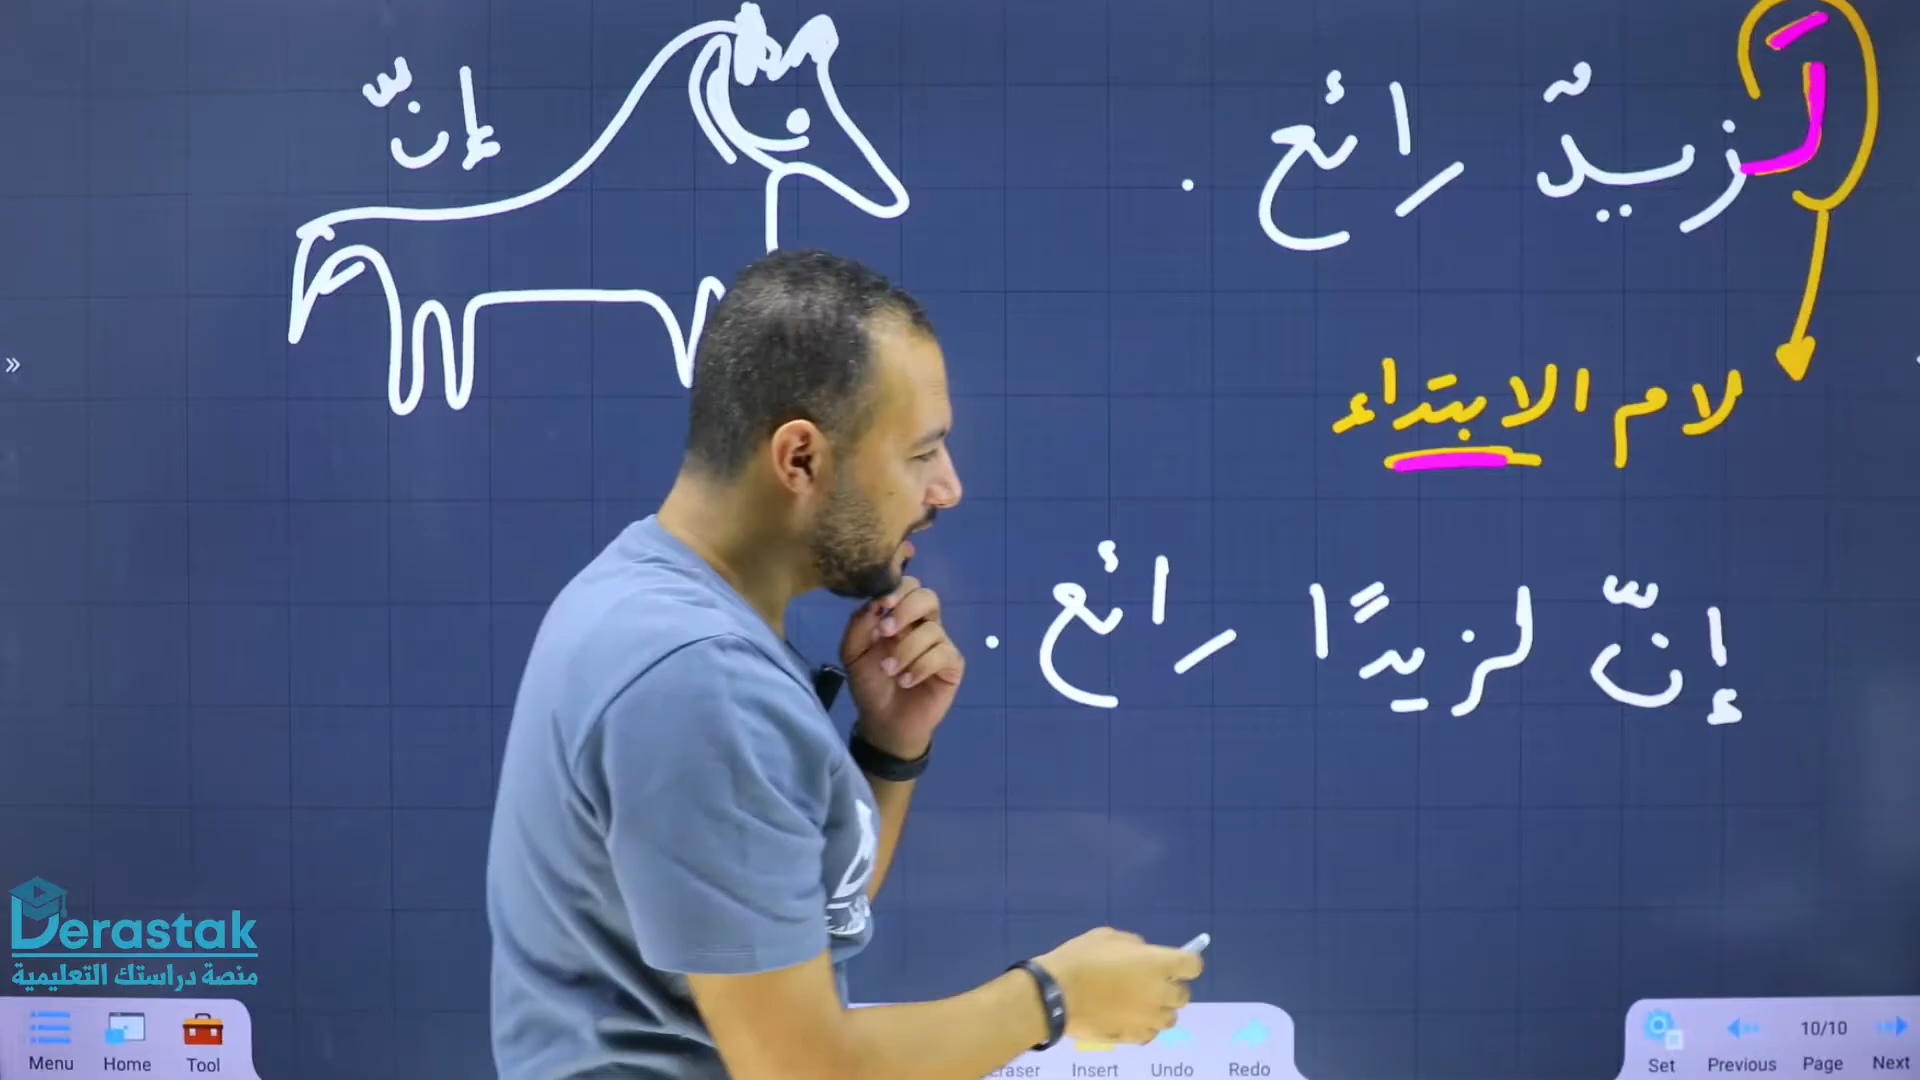 إنّ
لَزيدٌ رائع .
لام الابتداء
إنّ لزيدًا رائع .
Derastak
منصة دراستك التعليمية
Menu Home Tool
Eraser Insert Undo Redo
10/10
Set Previous Page Next